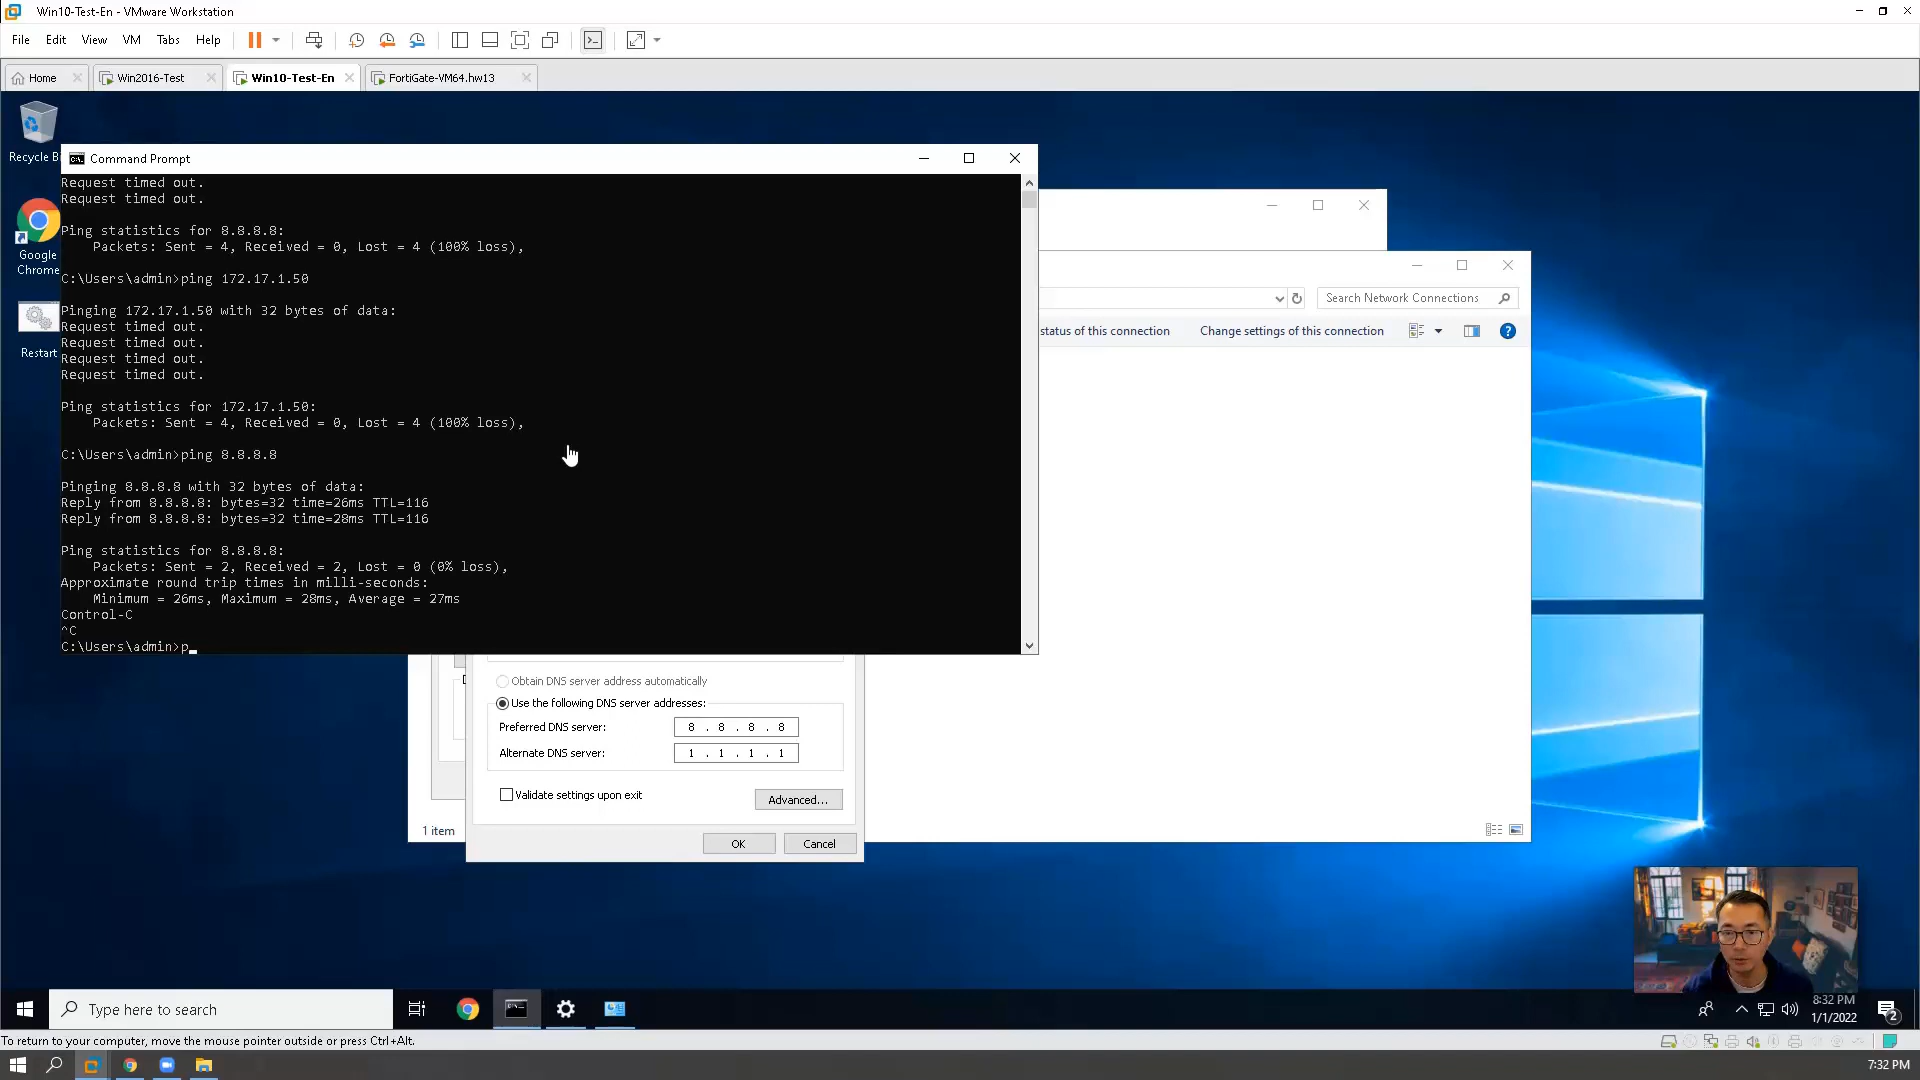 Win10-Test-En - VMware Workstation
File Edit View VM Tabs Help
Home
Win2016-Test
Win10-Test-En
FortiGate-VM64.hw13
Recycle B
Google
Chrome
Restart
Command Prompt
Request timed out.
Request timed out.
Ping statistics for 8.8.8.8:
Packets: Sent = 4, Received = 0, Lost = 4 (100% loss),
C:\Users\admin>ping 172.17.1.50
Pinging 172.17.1.50 with 32 bytes of data:
Request timed out.
Request timed out.
Request timed out.
Request timed out.
Ping statistics for 172.17.1.50:
Packets: Sent = 4, Received = 0, Lost = 4 (100% loss),
C:\Users\admin>ping 8.8.8.8
Pinging 8.8.8.8 with 32 bytes of data:
Reply from 8.8.8.8: bytes=32 time=26ms TTL=116
Reply from 8.8.8.8: bytes=32 time=28ms TTL=116
Ping statistics for 8.8.8.8:
Packets: Sent = 2, Received = 2, Lost = 0 (0% loss),
Approximate round trip times in milli-seconds:
Minimum = 26ms, Maximum = 28ms, Average = 27ms
Control-C
^C
C:\Users\admin>p_
Search Network Connections
status of this connection
Change settings of this connection
Obtain DNS server address automatically
Use the following DNS server addresses:
Preferred DNS server: 8 . 8 . 8 . 8
Alternate DNS server: 1 . 1 . 1 . 1
Validate settings upon exit
Advanced...
1 item
OK
Cancel
Type here to search
8:32 PM
1/1/2022
2
To return to your computer, move the mouse pointer outside or press Ctrl+Alt.
7:32 PM